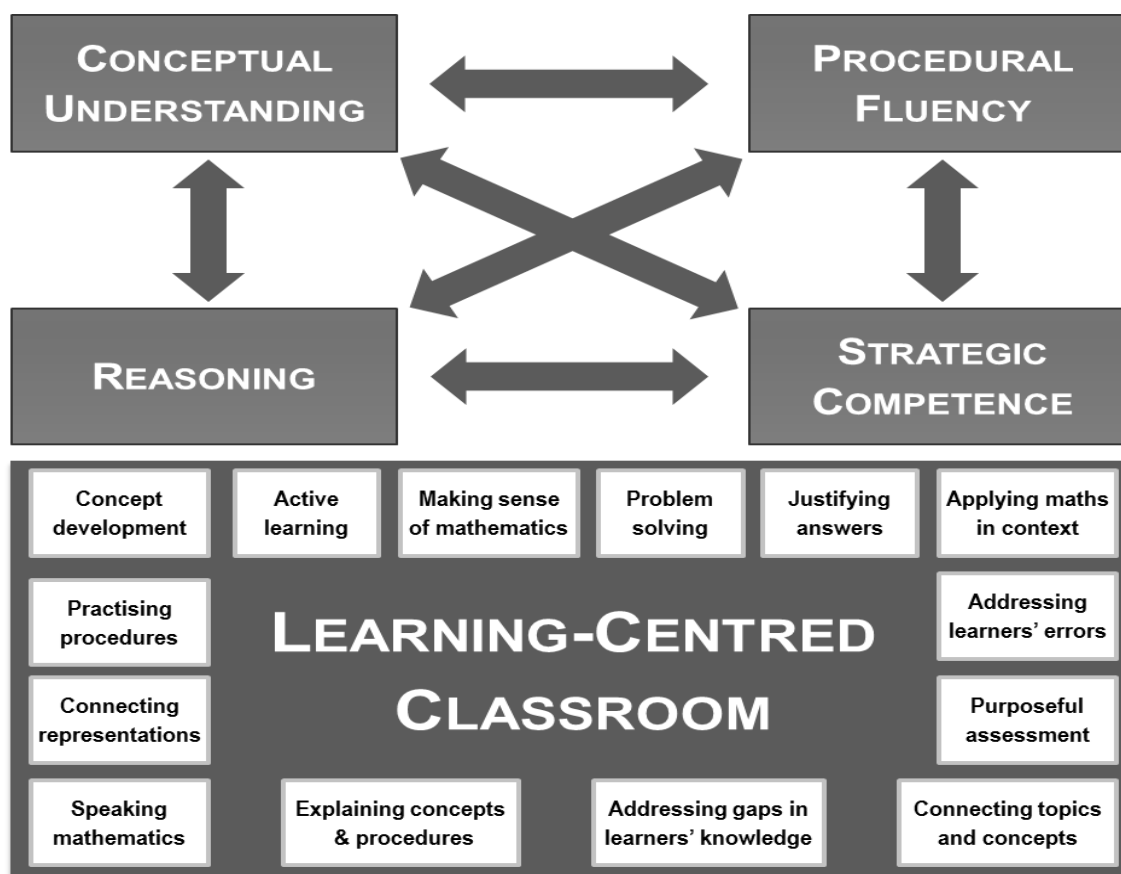 CONCEPTUAL
UNDERSTANDING
PROCEDURAL
FLUENCY
REASONING
STRATEGIC
COMPETENCE
Concept
development
Active
learning
Making sense
of mathematics
Problem
solving
Justifying
answers
Applying maths
in context
Practising
procedures
LEARNING-CENTRED
CLASSROOM
Addressing
learners’ errors
Connecting
representations
Purposeful
assessment
Speaking
mathematics
Explaining concepts
& procedures
Addressing gaps in
learners’ knowledge
Connecting topics
and concepts